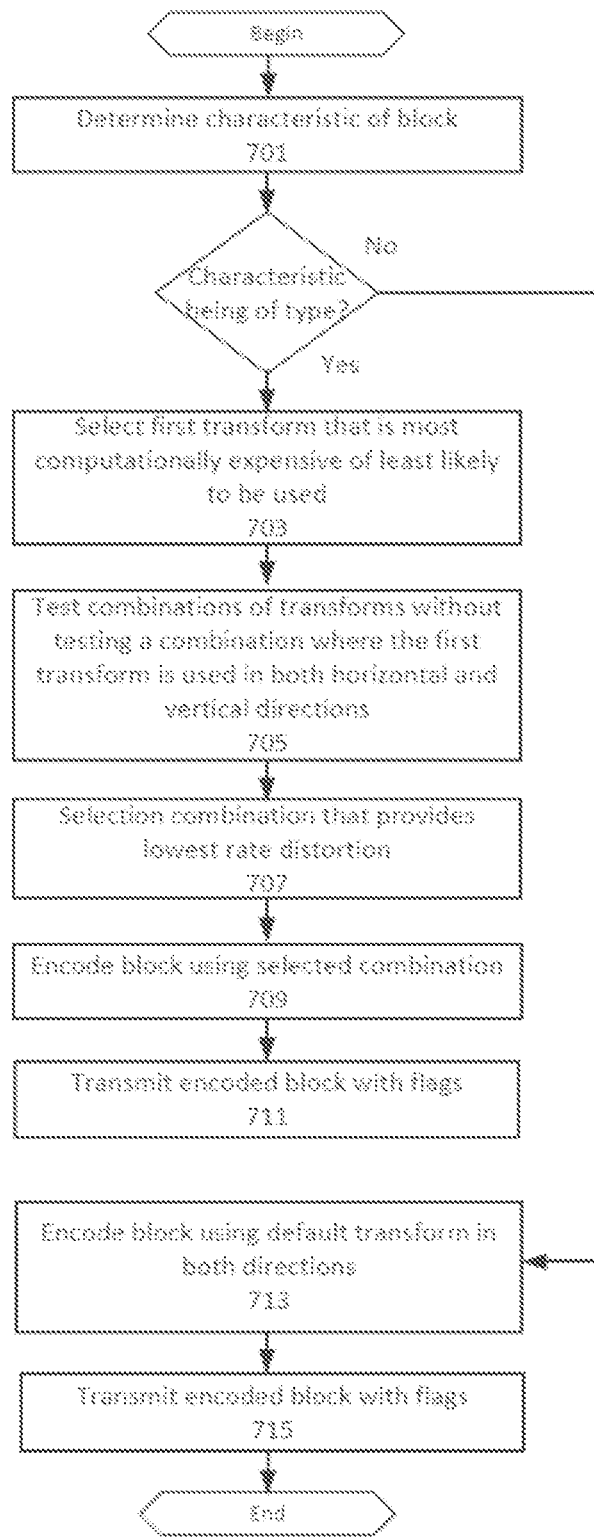 Begin
Determine characteristic of block
701
No
Characteristic
being of type?
Yes
Select first transform that is most
computationally expensive of least likely
to be used
703
Test combinations of transforms without
testing a combination where the first
transform is used in both horizontal and
vertical directions
705
Selection combination that provides
lowest rate distortion
707
Encode block using selected combination
709
Transmit encoded block with flags
711
Encode block using default transform in
both directions
713
Transmit encoded block with flags
715
End